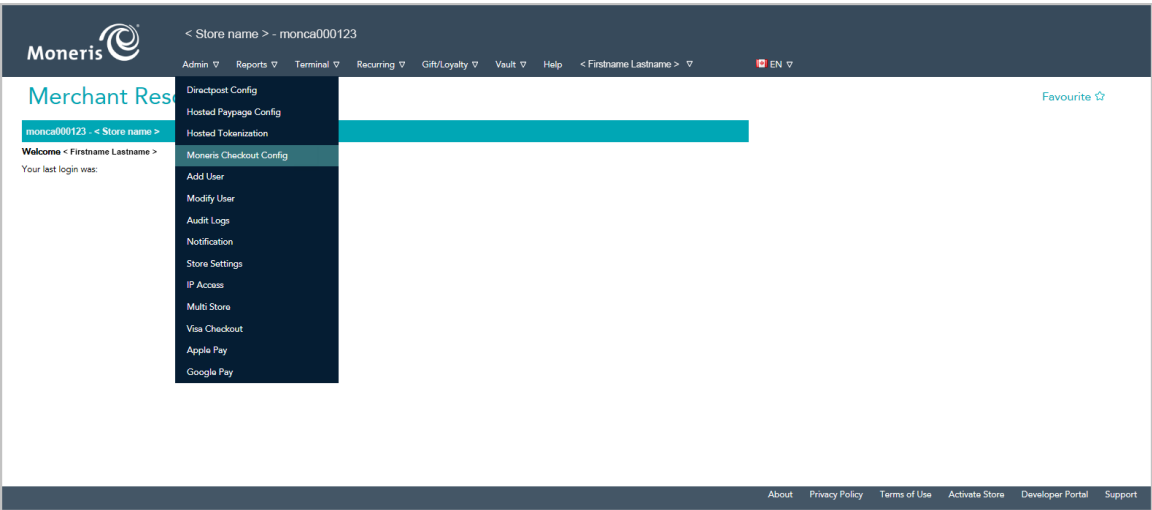 Moneris
< Store name > - monca000123
Admin ▽ Reports ▽ Terminal ▽ Recurring ▽ Gift/Loyalty ▽ Vault ▽ Help < Firstname Lastname > ▽ EN ▽
Merchant Reso
Favourite ☆
monca000123 - < Store name >
Welcome < Firstname Lastname >
Your last login was:
Directpost Config
Hosted Paypage Config
Hosted Tokenization
Moneris Checkout Config
Add User
Modify User
Audit Logs
Notification
Store Settings
IP Access
Multi Store
Visa Checkout
Apple Pay
Google Pay
About Privacy Policy Terms of Use Activate Store Developer Portal Support